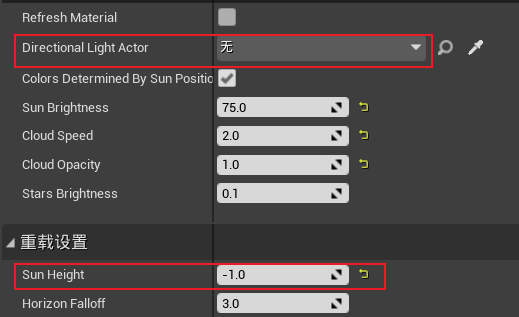 Refresh Material
Directional Light Actor 无
Colors Determined By Sun Positio
Sun Brightness 75.0
Cloud Speed 2.0
Cloud Opacity 1.0
Stars Brightness 0.1
重载设置
Sun Height -1.0
Horizon Falloff 3.0